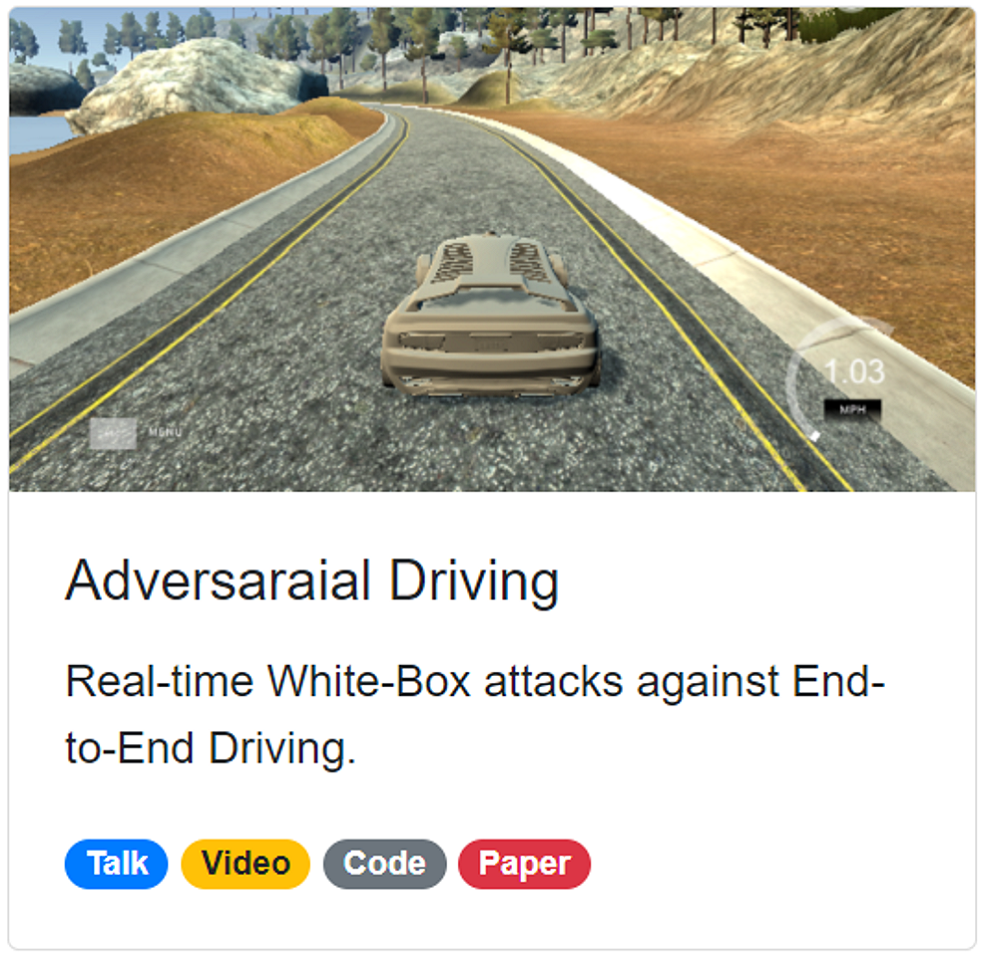 1.03
MPH
MENU
Adversaraial Driving
Real-time White-Box attacks against End-
to-End Driving.
Talk Video Code Paper